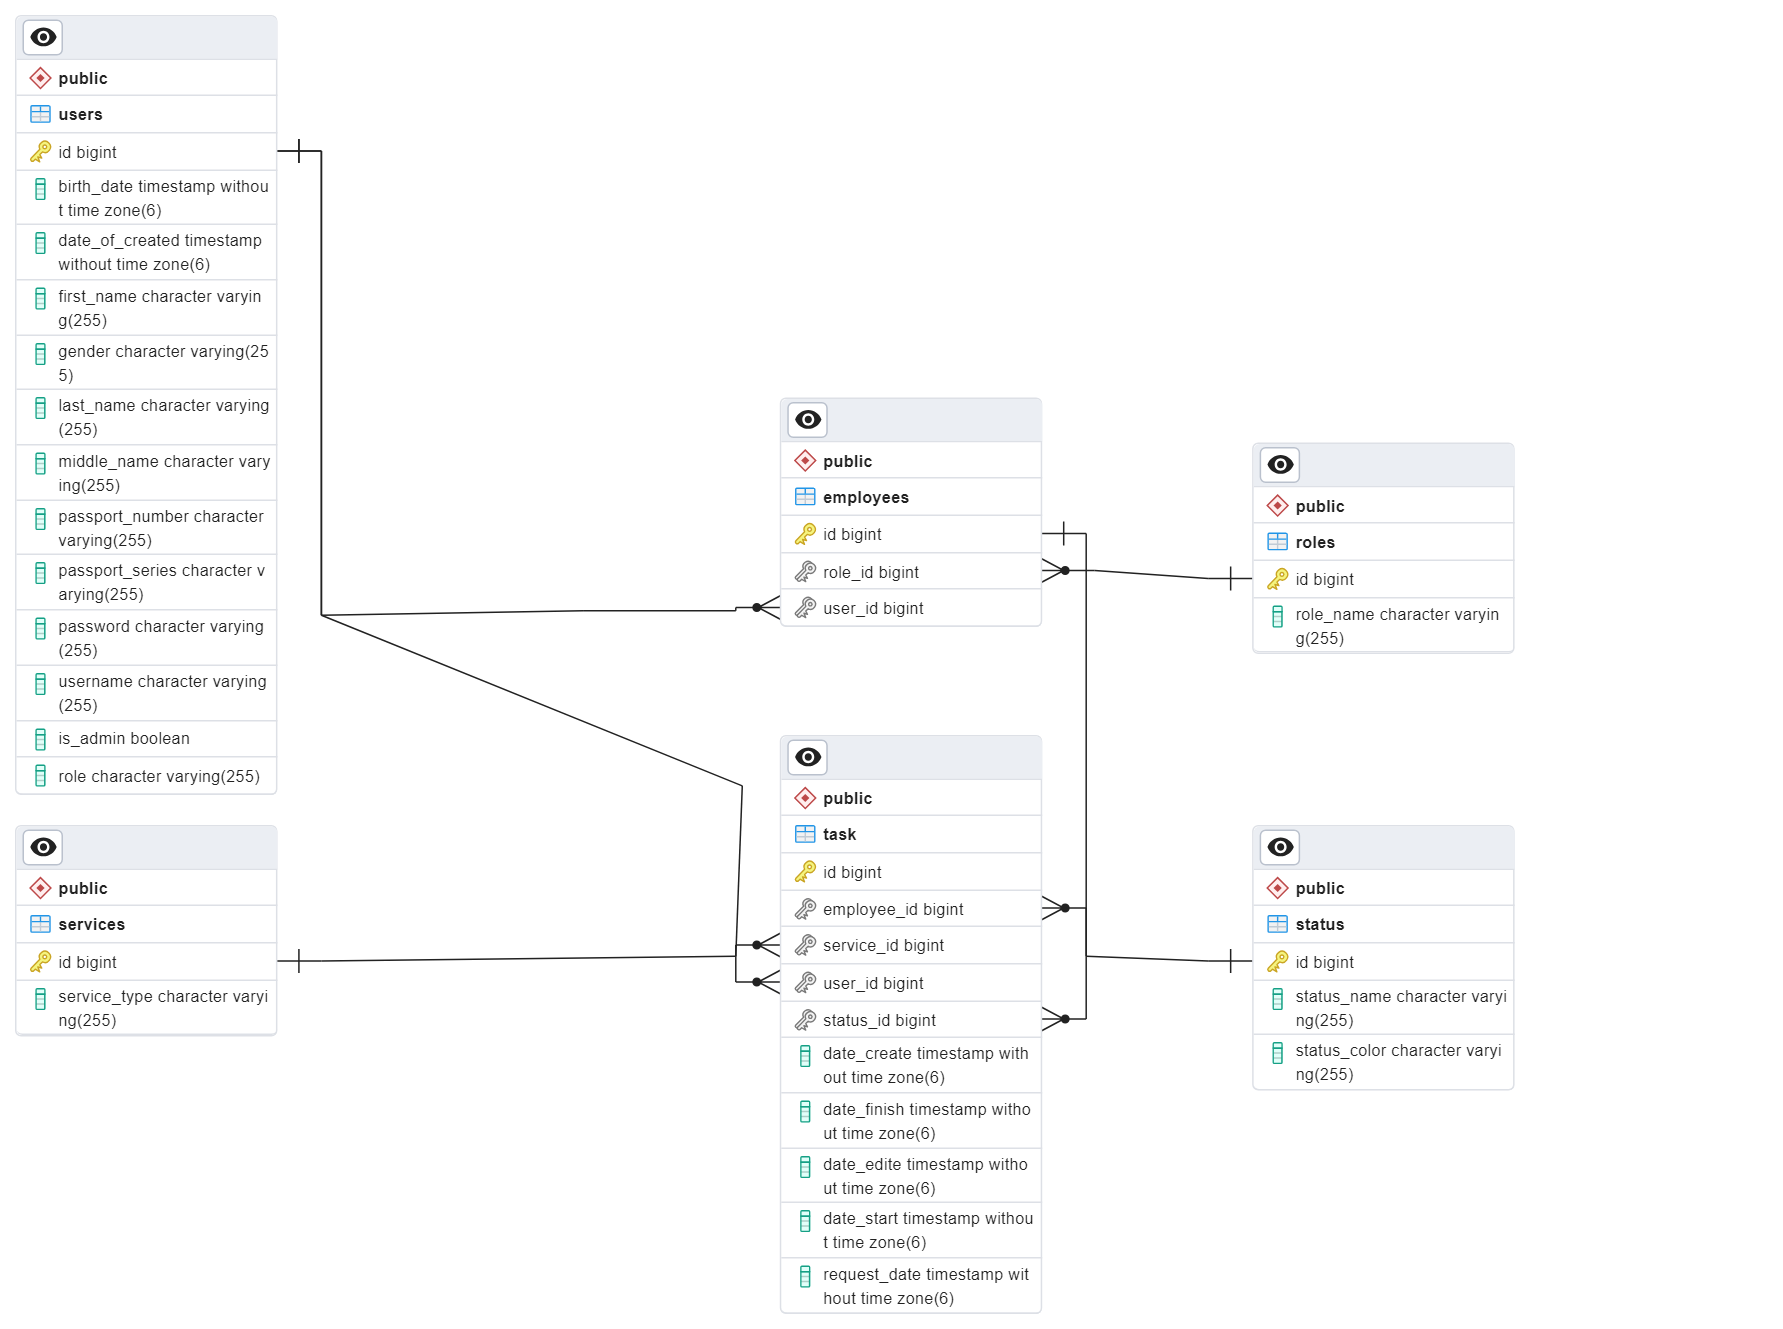 public
users
id bigint
birth_date timestamp withou
t time zone(6)
date_of_created timestamp
without time zone(6)
first_name character varyin
g(255)
gender character varying(25
5)
last_name character varying
(255)
middle_name character vary
ing(255)
passport_number character
varying(255)
passport_series character v
arying(255)
password character varying
(255)
username character varying
(255)
is_admin boolean
role character varying(255)
public
services
id bigint
service_type character varyi
ng(255)
public
employees
id bigint
role_id bigint
user_id bigint
public
task
id bigint
employee_id bigint
service_id bigint
user_id bigint
status_id bigint
date_create timestamp with
out time zone(6)
date_finish timestamp witho
ut time zone(6)
date_edite timestamp witho
ut time zone(6)
date_start timestamp withou
t time zone(6)
request_date timestamp wit
hout time zone(6)
public
roles
id bigint
role_name character varyin
g(255)
public
status
id bigint
status_name character varyi
ng(255)
status_color character varyi
ng(255)